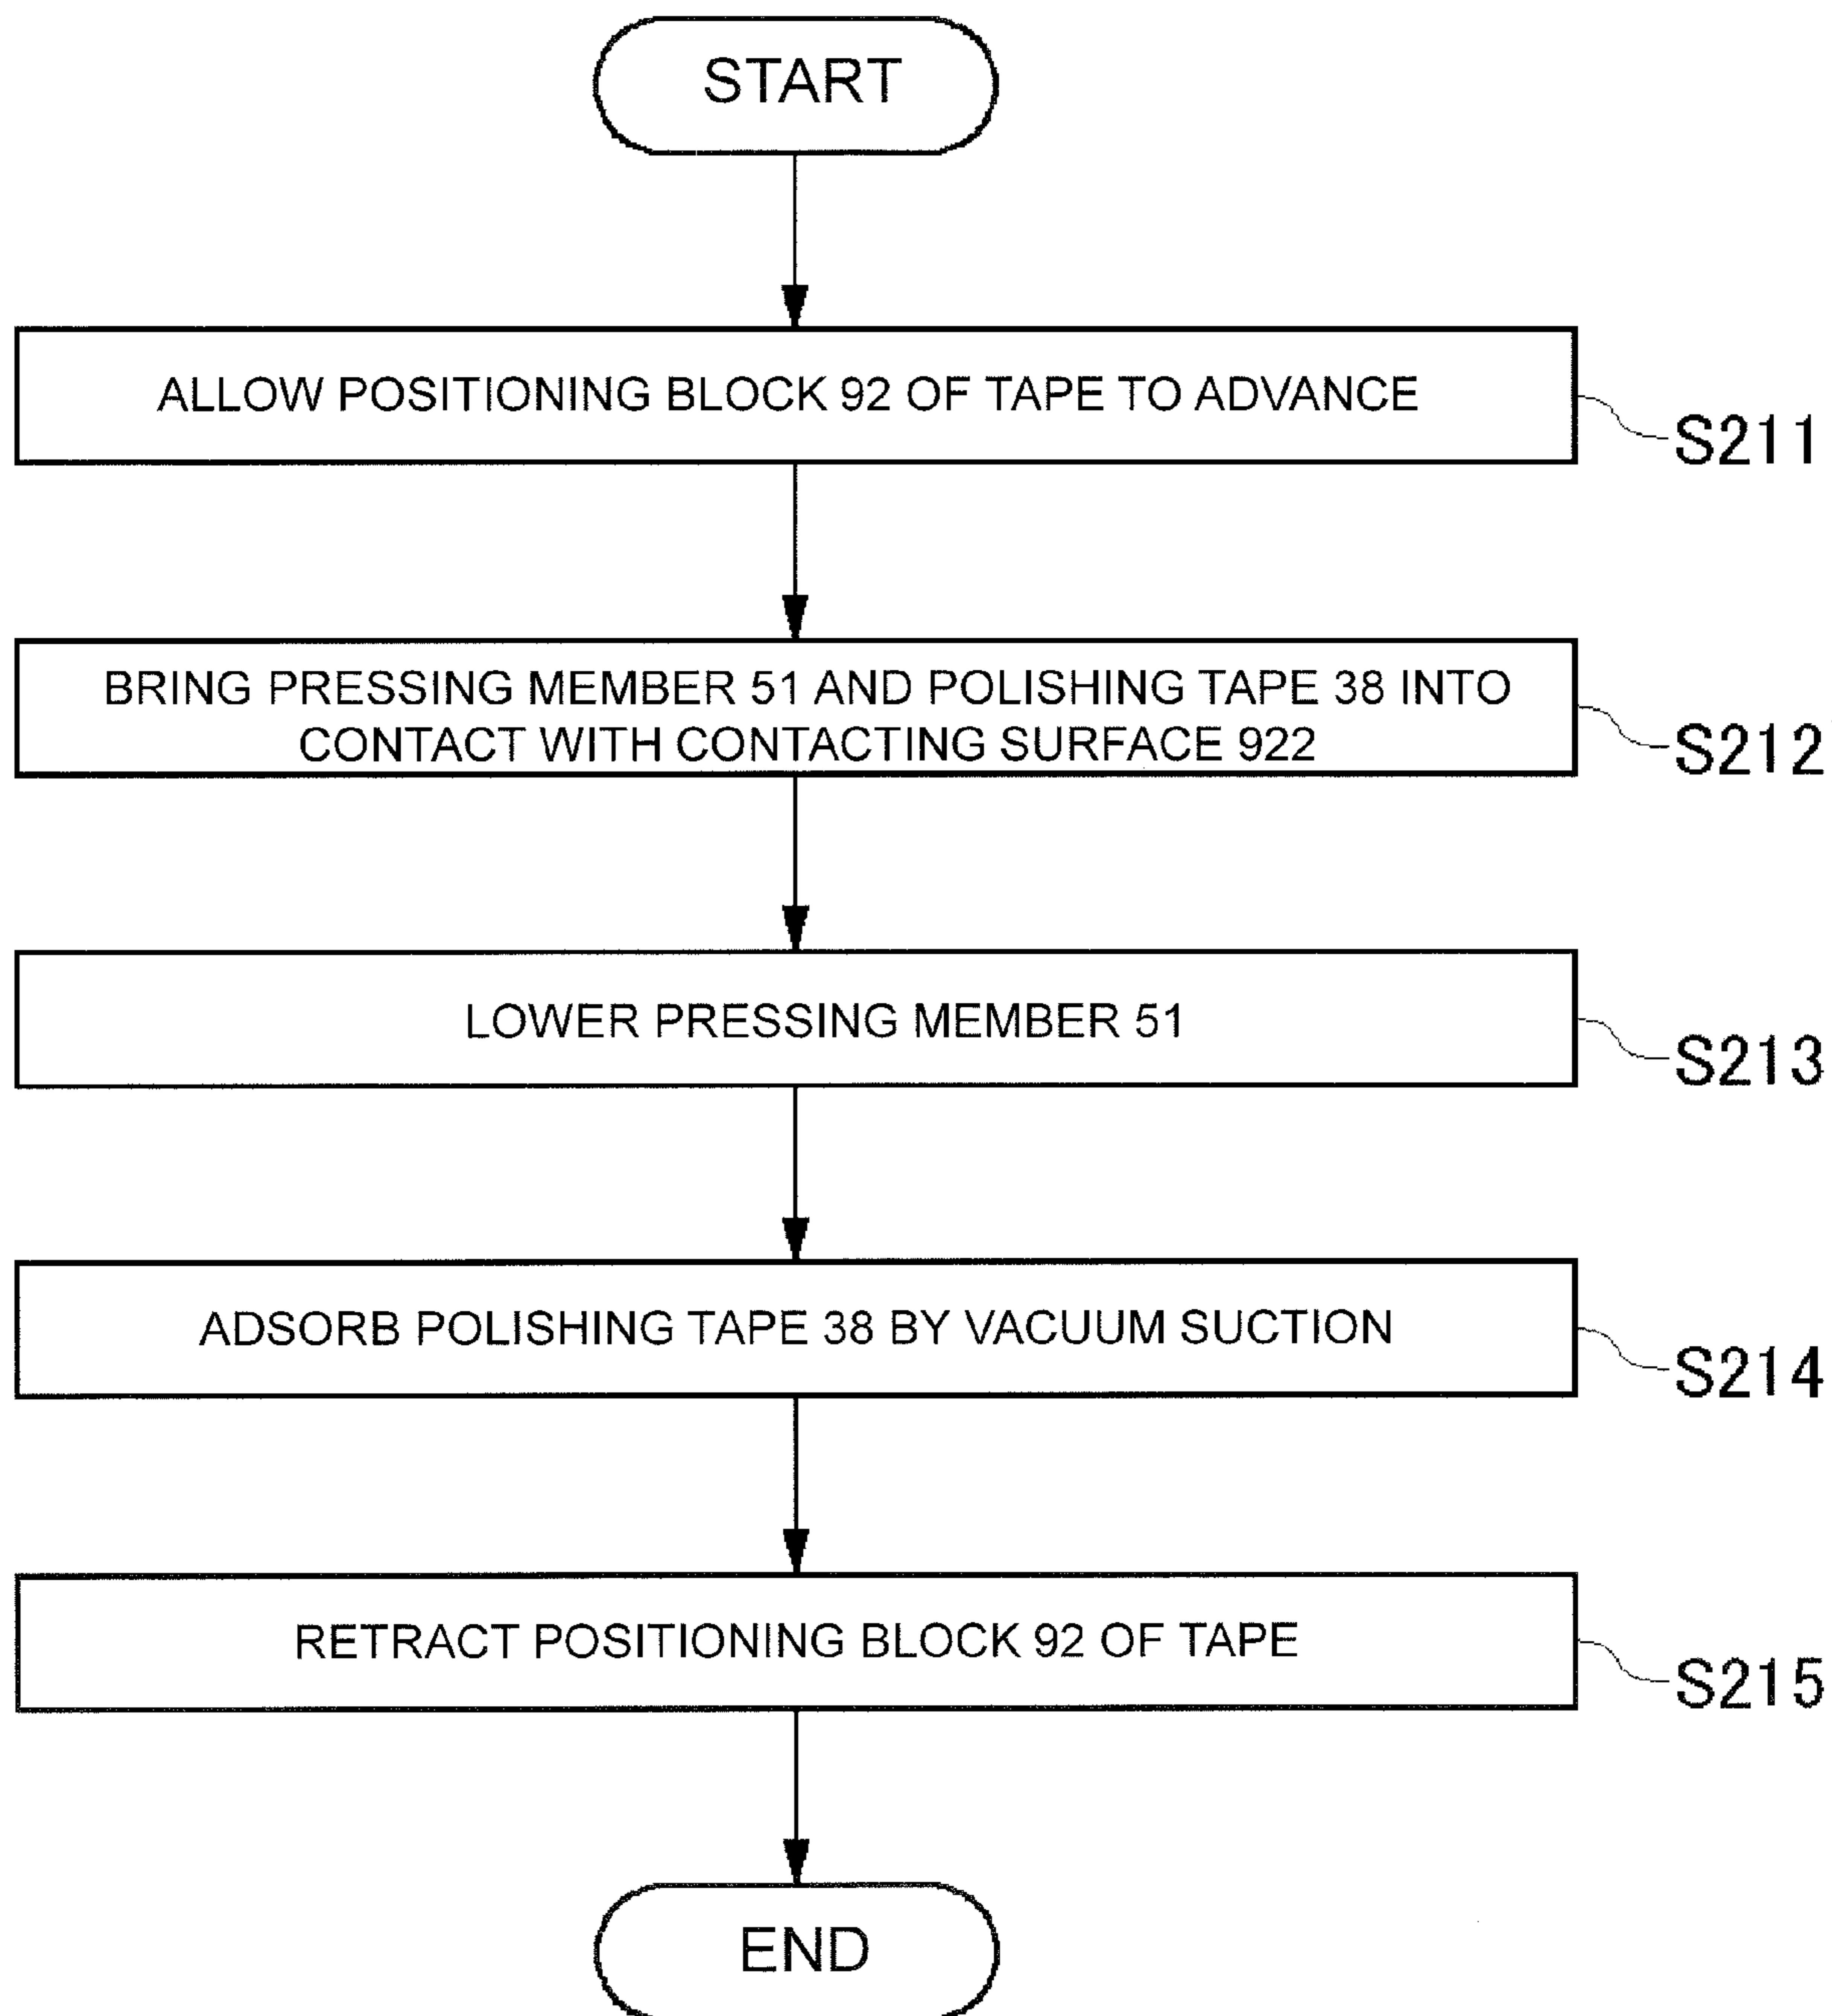 START
ALLOW POSITIONING BLOCK 92 OF TAPE TO ADVANCE
S211
BRING PRESSING MEMBER 51 AND POLISHING TAPE 38 INTO
CONTACT WITH CONTACTING SURFACE 922
S212
LOWER PRESSING MEMBER 51
S213
ADSORB POLISHING TAPE 38 BY VACUUM SUCTION
S214
RETRACT POSITIONING BLOCK 92 OF TAPE
S215
END